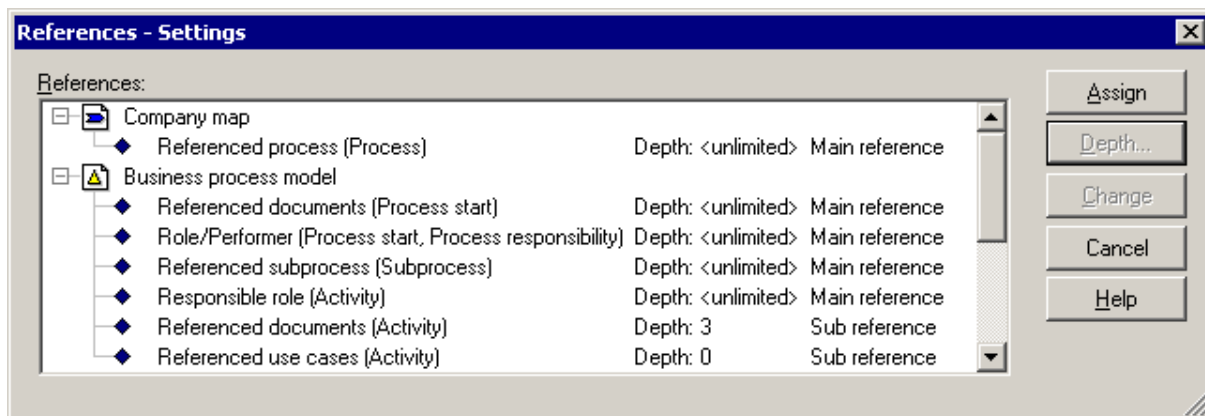 References - Settings
References:
Company map
Referenced process (Process) Depth: <unlimited> Main reference
Business process model
Referenced documents (Process start) Depth: <unlimited> Main reference
Role/Performer (Process start, Process responsibility) Depth: <unlimited> Main reference
Referenced subprocess (Subprocess) Depth: <unlimited> Main reference
Responsible role (Activity) Depth: <unlimited> Main reference
Referenced documents (Activity) Depth: 3 Sub reference
Referenced use cases (Activity) Depth: 0 Sub reference
Assign
Depth...
Change
Cancel
Help